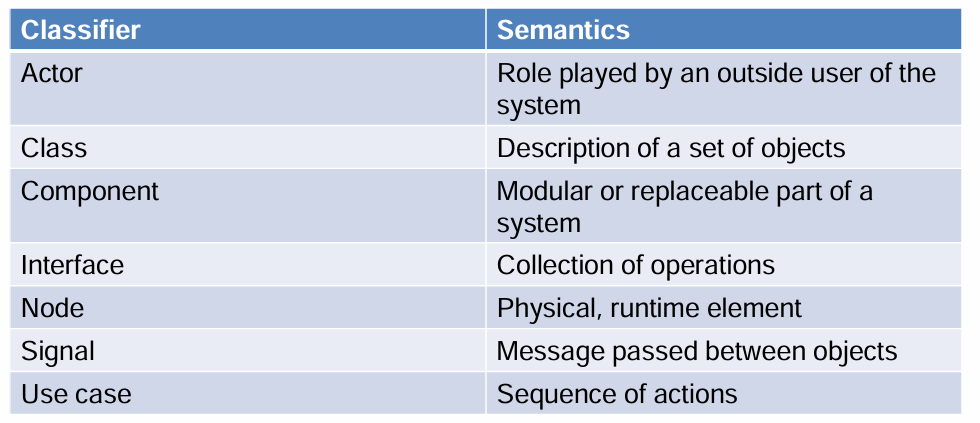 Classifier Semantics
Actor Role played by an outside user of the
system
Class Description of a set of objects
Component Modular or replaceable part of a
system
Interface Collection of operations
Node Physical, runtime element
Signal Message passed between objects
Use case Sequence of actions